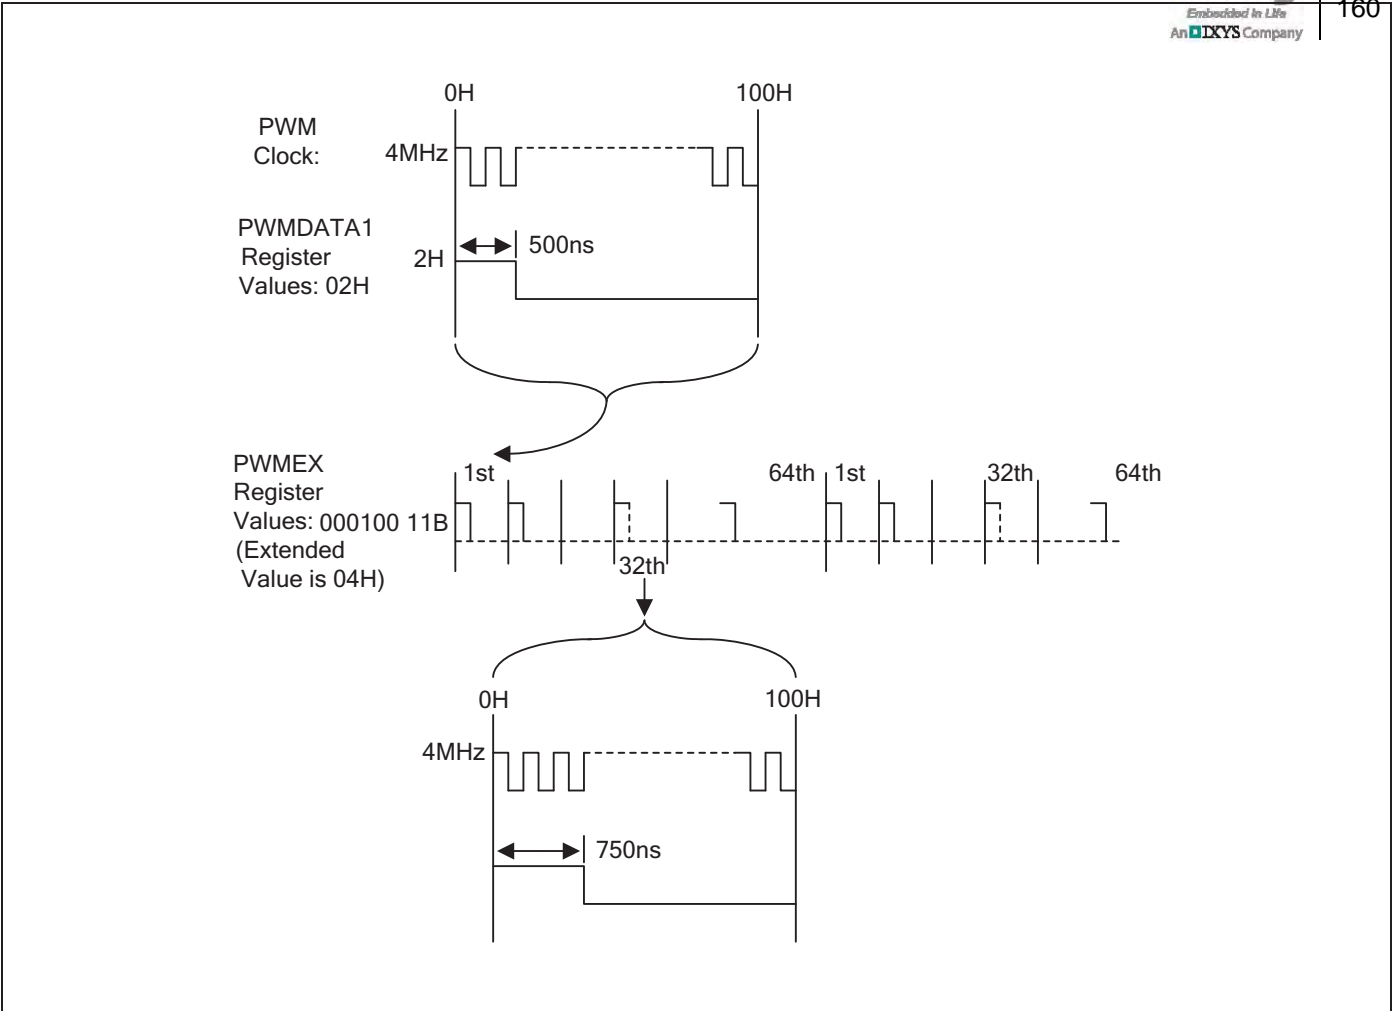 Embedded in Life
An IXYS Company
160
0H 100H
PWM
Clock:
4MHz
PWMDATA1
Register
Values: 02H
2H
500ns
PWMEX
Register
Values: 000100 11B
(Extended
Value is 04H)
1st 64th 1st 32th 64th
32th
0H 100H
4MHz
750ns